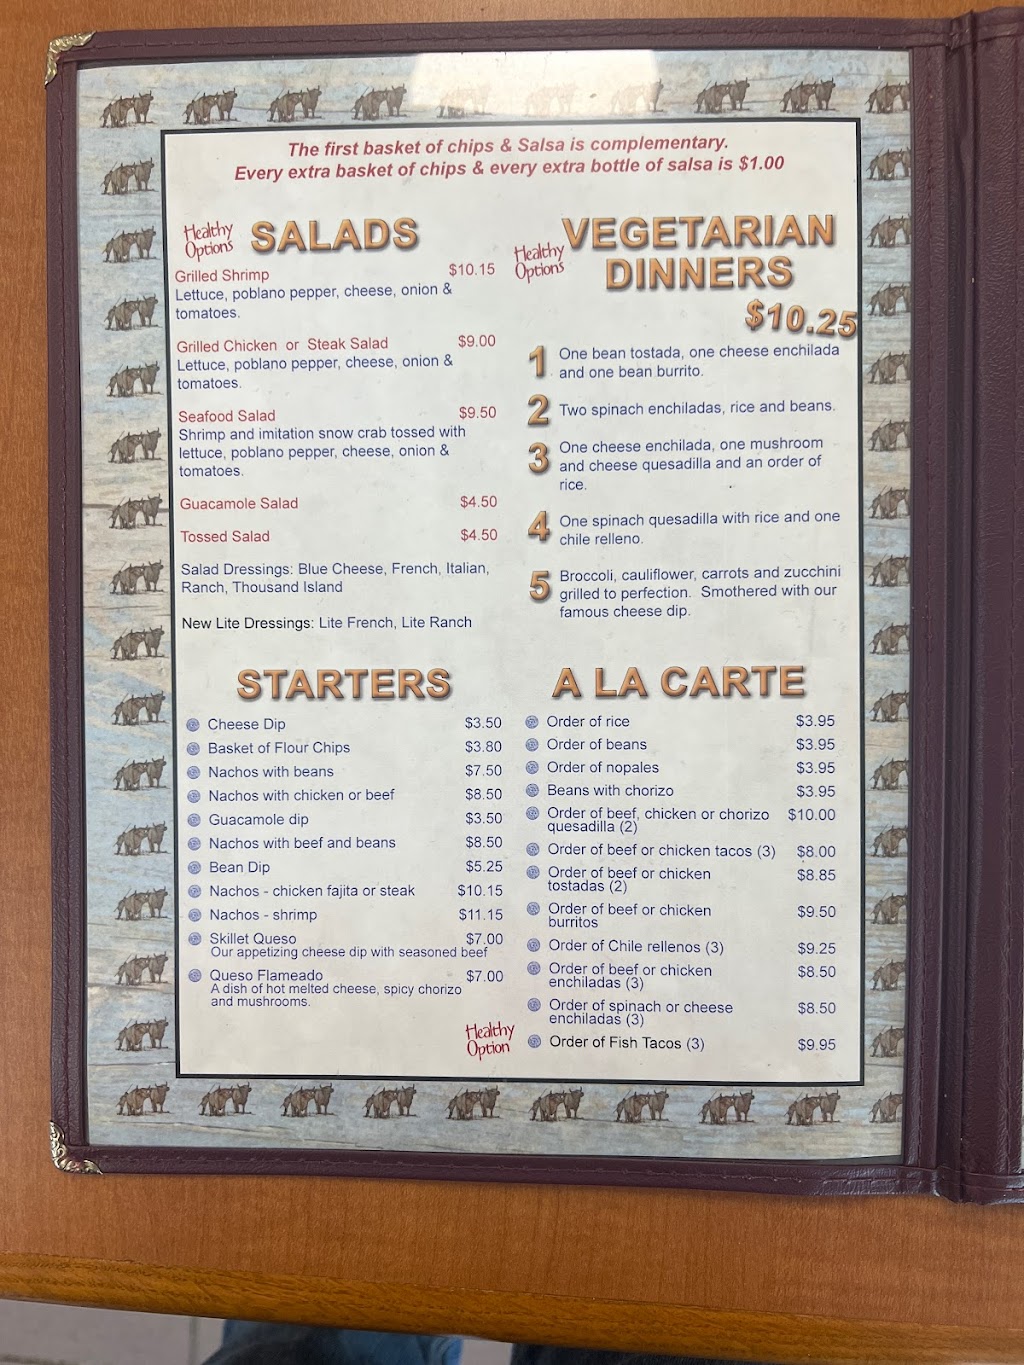 The first basket of chips & Salsa is complementary.
Every extra basket of chips & every extra bottle of salsa is $1.00
Healthy
Options
SALADS
Grilled Shrimp $10.15
Lettuce, poblano pepper, cheese, onion &
tomatoes.
Grilled Chicken or Steak Salad $9.00
Lettuce, poblano pepper, cheese, onion &
tomatoes.
Seafood Salad $9.50
Shrimp and imitation snow crab tossed with
lettuce, poblano pepper, cheese, onion &
tomatoes.
Guacamole Salad $4.50
Tossed Salad $4.50
Salad Dressings: Blue Cheese, French, Italian,
Ranch, Thousand Island
New Lite Dressings: Lite French, Lite Ranch
Healthy
Options
VEGETARIAN
DINNERS
$10.25
1 One bean tostada, one cheese enchilada
and one bean burrito.
2 Two spinach enchiladas, rice and beans.
3 One cheese enchilada, one mushroom
and cheese quesadilla and an order of
rice.
4 One spinach quesadilla with rice and one
chile relleno.
5 Broccoli, cauliflower, carrots and zucchini
grilled to perfection. Smothered with our
famous cheese dip.
STARTERS
Cheese Dip $3.50
Basket of Flour Chips $3.80
Nachos with beans $7.50
Nachos with chicken or beef $8.50
Guacamole dip $3.50
Nachos with beef and beans $8.50
Bean Dip $5.25
Nachos - chicken fajita or steak $10.15
Nachos - shrimp $11.15
Skillet Queso $7.00
Our appetizing cheese dip with seasoned beef
Queso Flameado $7.00
A dish of hot melted cheese, spicy chorizo
and mushrooms.
A LA CARTE
Order of rice $3.95
Order of beans $3.95
Order of nopales $3.95
Beans with chorizo $3.95
Order of beef, chicken or chorizo $10.00
quesadilla (2)
Order of beef or chicken tacos (3) $8.00
Order of beef or chicken $8.85
tostadas (2)
Order of beef or chicken $9.50
burritos
Order of Chile rellenos (3) $9.25
Order of beef or chicken $8.50
enchiladas (3)
Order of spinach or cheese $8.50
enchiladas (3)
Healthy
Option
Order of Fish Tacos (3) $9.95